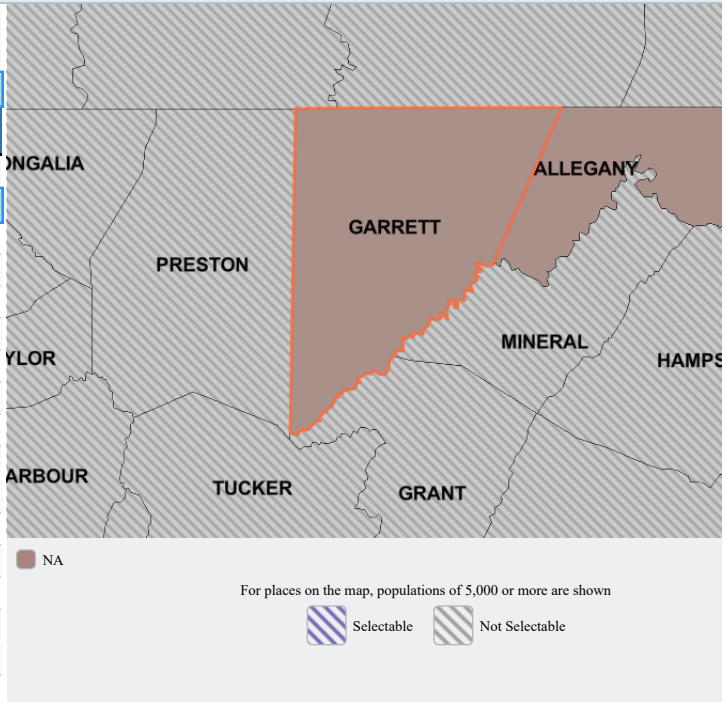 ONGALIA
ALLEGANY
GARRETT
PRESTON
MINERAL
YLOR
HAMPS
ARBOUR
TUCKER
GRANT
NA
For places on the map, populations of 5,000 or more are shown
Selectable
Not Selectable